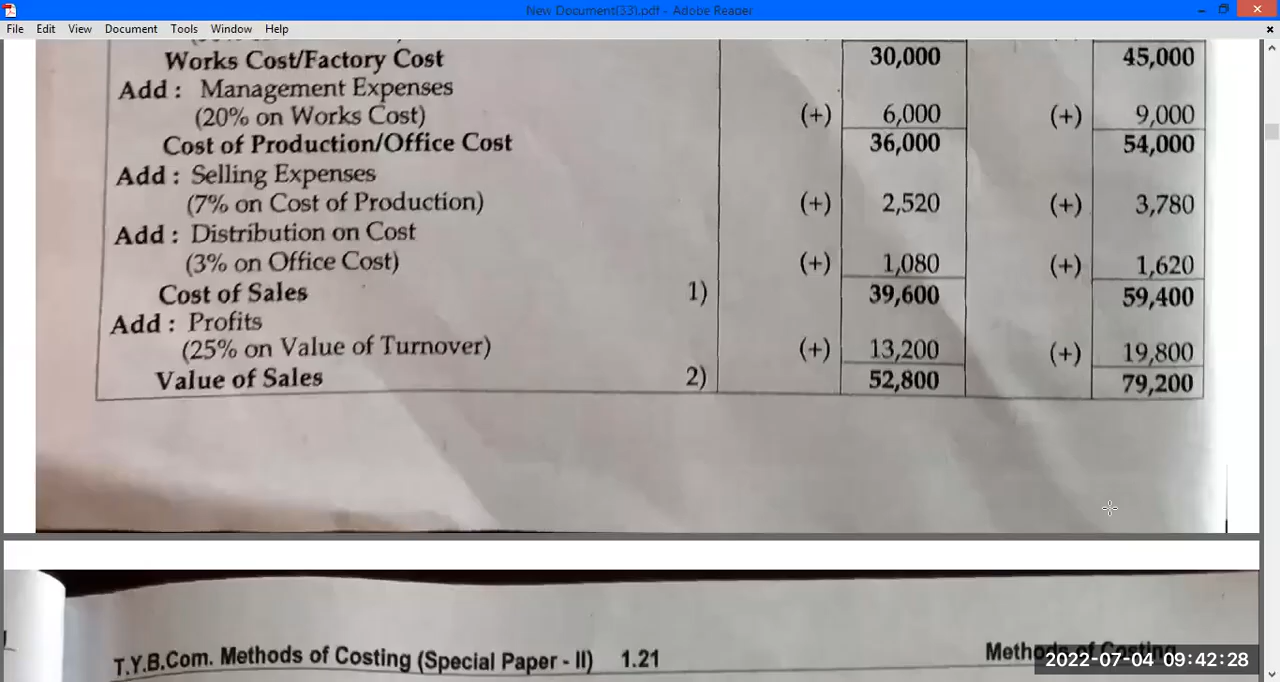 New Document(33).pdf - Adobe Reader
File Edit View Document Tools Window Help
Works Cost/Factory Cost 30,000 45,000
Add : Management Expenses
(20% on Works Cost) (+) 6,000 (+) 9,000
Cost of Production/Office Cost 36,000 54,000
Add : Selling Expenses
(7% on Cost of Production) (+) 2,520 (+) 3,780
Add : Distribution on Cost
(3% on Office Cost) (+) 1,080 (+) 1,620
Cost of Sales 1) 39,600 59,400
Add : Profits
(25% on Value of Turnover) (+) 13,200 (+) 19,800
Value of Sales 2) 52,800 79,200
T.Y.B.Com. Methods of Costing (Special Paper - II) 1.21 Methods of Costing
2022-07-04 09:42:28